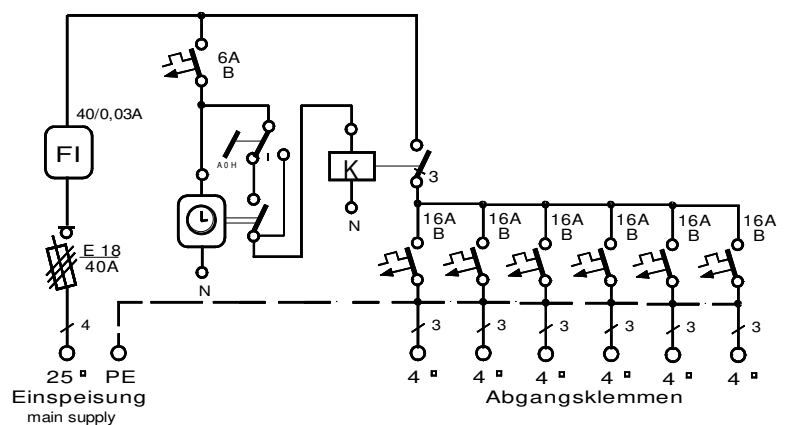 6A
B
40/0,03A
FI
A 0 H
I
K
3
N
N
E 18
40A
16A
B
16A
B
16A
B
16A
B
16A
B
16A
B
4
3
3
3
3
3
3
25 ▫
PE
4 ▫
4 ▫
4 ▫
4 ▫
4 ▫
4 ▫
Einspeisung
main supply
Abgangsklemmen